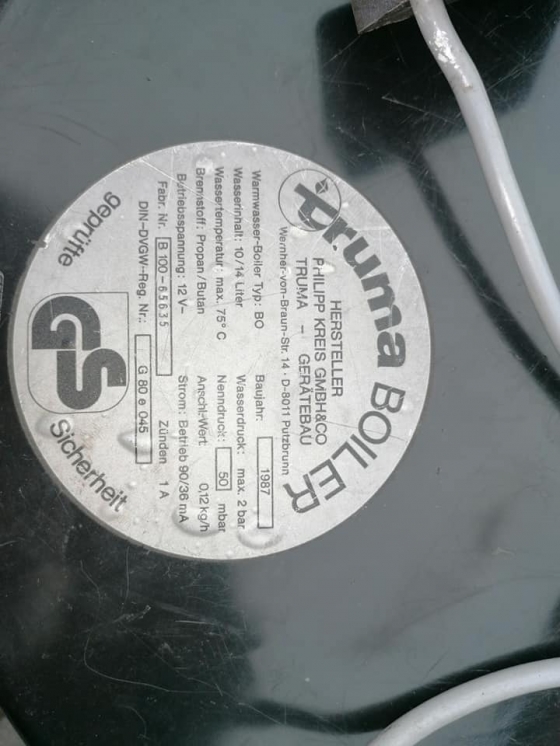 truma BOILER
HERSTELLER
PHILIPP KREIS GMBH&CO
TRUMA - GERÄTEBAU
Wernher-von-Braun-Str. 14 · D-8011 Putzbrunn
Warmwasser-Boiler Typ: BO Baujahr: 1987
Wasserinhalt: 10/14 Liter Wasserdruck: max. 2 bar
Wassertemperatur: max. 75° C Nenndruck: 50 mbar
Brennstoff: Propan/Butan Anschl.-Wert 0,12 kg/h
Betriebsspannung: 12 V– Strom: Betrieb 90/36 mA
Fabr. Nr. B 100-65635 Zünden 1 A
DIN-DVGW-Reg. Nr.: G 80 e 045
geprüfte
GS
Sicherheit